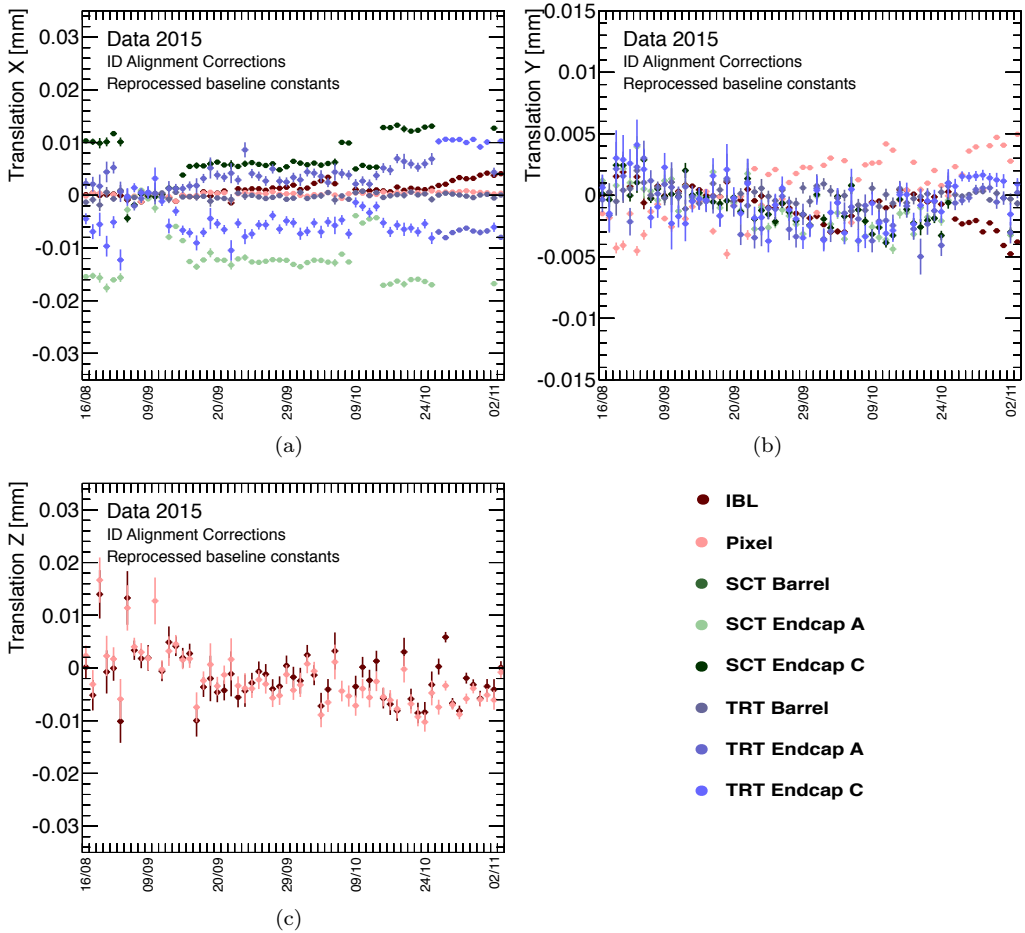 Translation X [mm]
0.03
0.02
0.01
0
-0.01
-0.02
-0.03
Data 2015
ID Alignment Corrections
Reprocessed baseline constants
16/08
09/09
20/09
29/09
09/10
24/10
02/11
(a)
Translation Y [mm]
0.015
0.01
0.005
0
-0.005
-0.01
-0.015
Data 2015
ID Alignment Corrections
Reprocessed baseline constants
16/08
09/09
20/09
29/09
09/10
24/10
02/11
(b)
Translation Z [mm]
0.03
0.02
0.01
0
-0.01
-0.02
-0.03
Data 2015
ID Alignment Corrections
Reprocessed baseline constants
16/08
09/09
20/09
29/09
09/10
24/10
02/11
(c)
IBL
Pixel
SCT Barrel
SCT Endcap A
SCT Endcap C
TRT Barrel
TRT Endcap A
TRT Endcap C